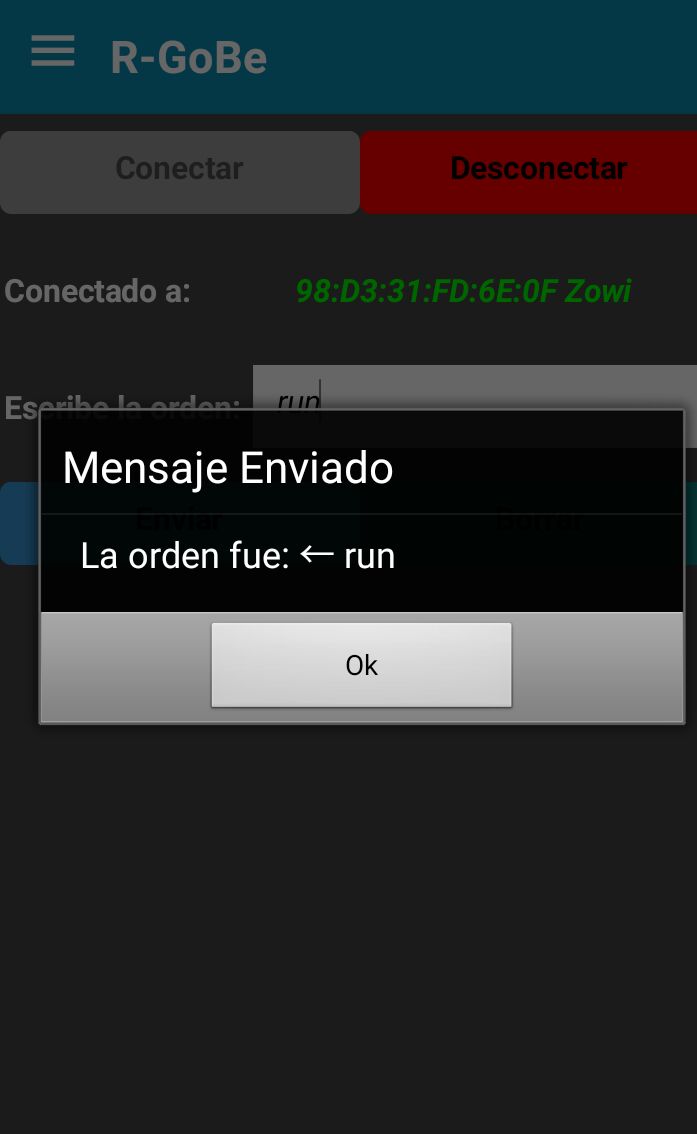 R-GoBe
Conectar Desconectar
Conectado a: 98:D3:31:FD:6E:0F Zowi
Escribe la orden: run
Mensaje Enviado
Enviar Borrar
La orden fue: ← run
Ok